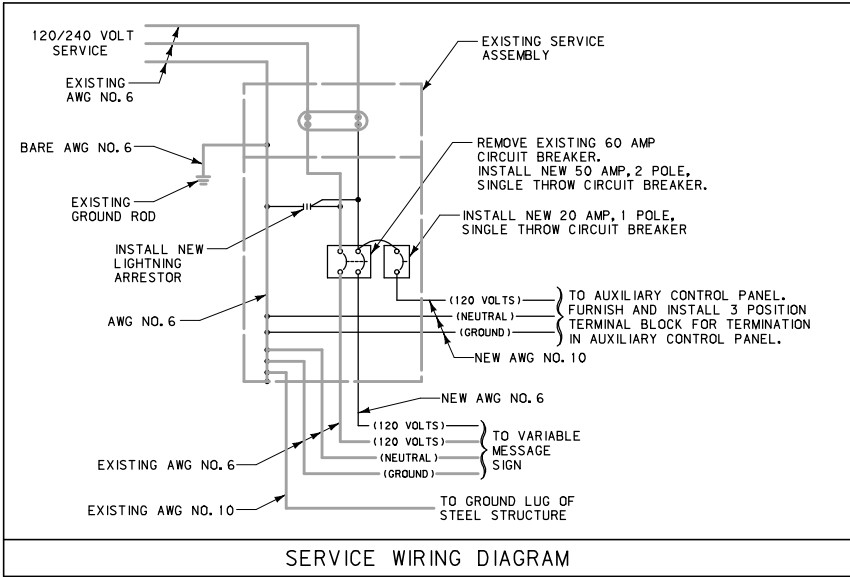 120/240 VOLT
SERVICE
EXISTING
AWG NO.6
EXISTING SERVICE
ASSEMBLY
BARE AWG NO.6
EXISTING
GROUND ROD
REMOVE EXISTING 60 AMP
CIRCUIT BREAKER.
INSTALL NEW 50 AMP, 2 POLE,
SINGLE THROW CIRCUIT BREAKER.
INSTALL NEW 20 AMP, 1 POLE,
SINGLE THROW CIRCUIT BREAKER
INSTALL NEW
LIGHTNING
ARRESTOR
AWG NO.6
(120 VOLTS)
(NEUTRAL)
(GROUND)
TO AUXILIARY CONTROL PANEL.
FURNISH AND INSTALL 3 POSITION
TERMINAL BLOCK FOR TERMINATION
IN AUXILIARY CONTROL PANEL.
NEW AWG NO.10
NEW AWG NO.6
(120 VOLTS)
(120 VOLTS)
(NEUTRAL)
(GROUND)
TO VARIABLE
MESSAGE
SIGN
EXISTING AWG NO.6
EXISTING AWG NO.10
TO GROUND LUG OF
STEEL STRUCTURE
SERVICE WIRING DIAGRAM